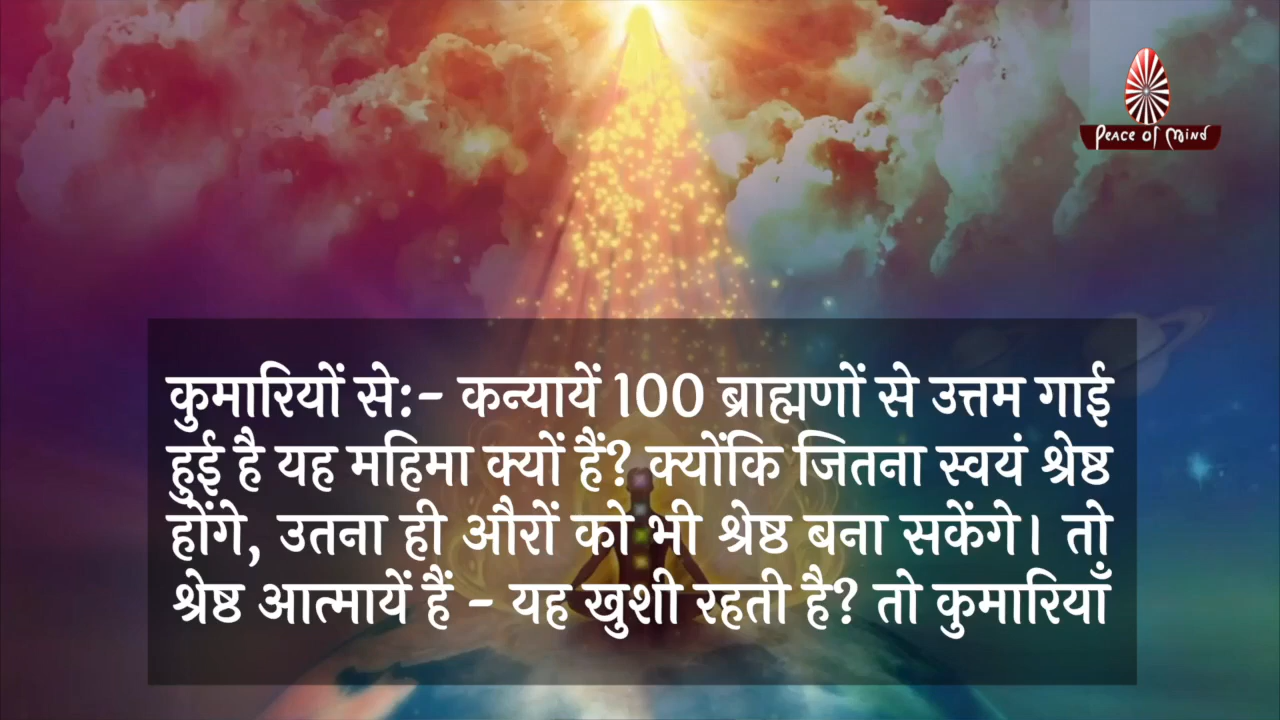 PEACE OF MIND
कुमारियों से:- कन्यायें 100 ब्राह्मणों से उत्तम गाई
हुई है यह महिमा क्यों हैं? क्योंकि जितना स्वयं श्रेष्ठ
होंगे, उतना ही औरों को भी श्रेष्ठ बना सकेंगे। तो
श्रेष्ठ आत्मायें हैं - यह खुशी रहती है? तो कुमारियाँ